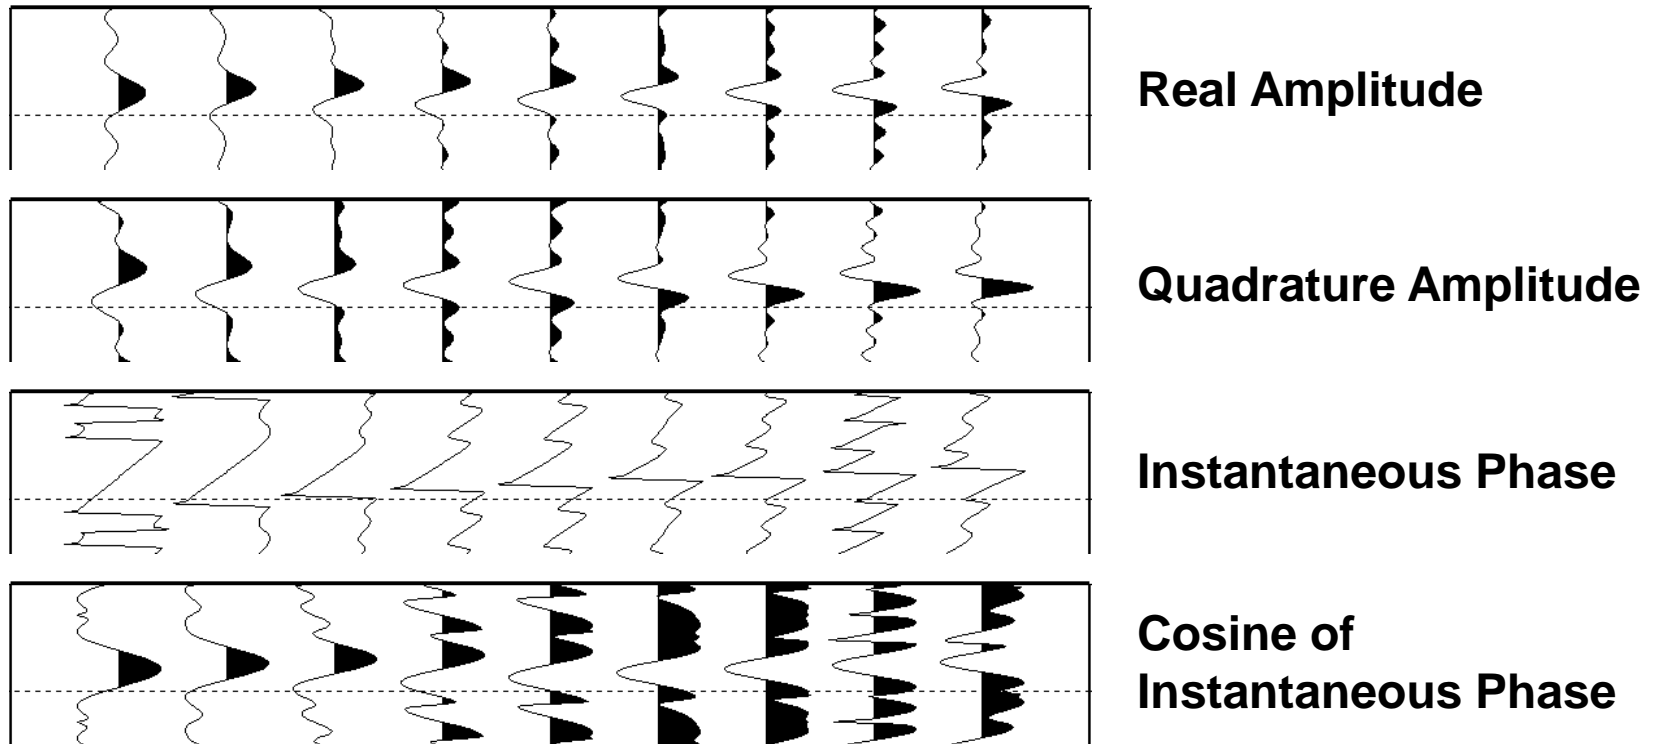 Real Amplitude
Quadrature Amplitude
Instantaneous Phase
Cosine of
Instantaneous Phase